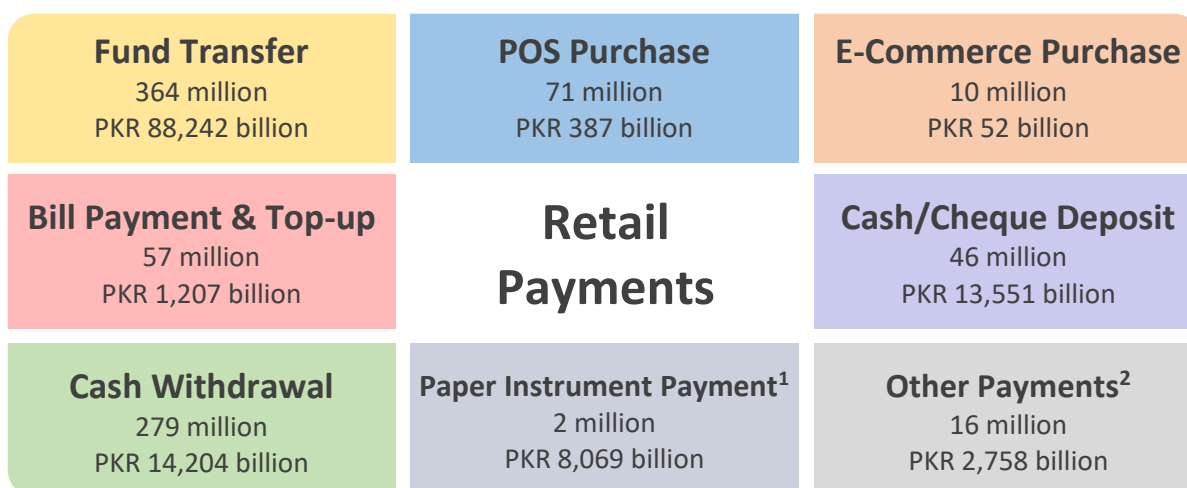 Fund Transfer
364 million
PKR 88,242 billion
POS Purchase
71 million
PKR 387 billion
E-Commerce Purchase
10 million
PKR 52 billion
Bill Payment & Top-up
57 million
PKR 1,207 billion
Retail
Payments
Cash/Cheque Deposit
46 million
PKR 13,551 billion
Cash Withdrawal
279 million
PKR 14,204 billion
Paper Instrument Payment¹
2 million
PKR 8,069 billion
Other Payments²
16 million
PKR 2,758 billion